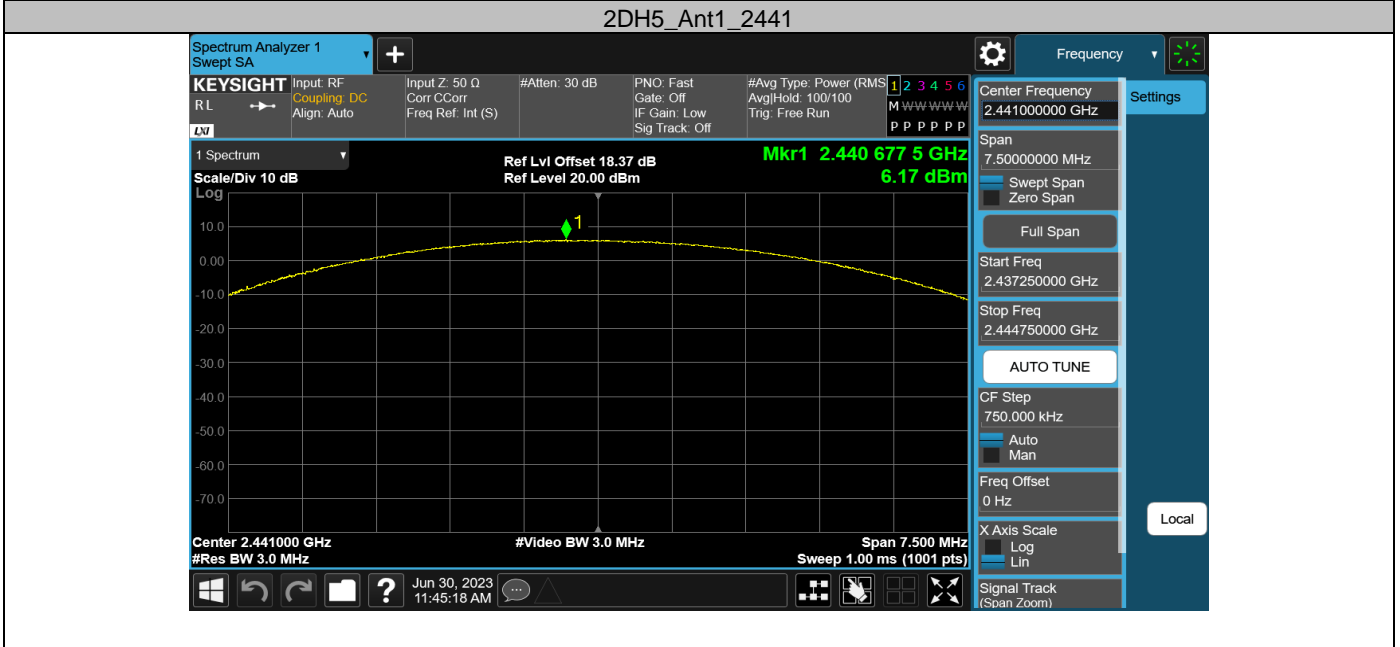 2DH5_Ant1_2441
Spectrum Analyzer 1
Swept SA
Frequency
KEYSIGHT
RL
LXI
Input: RF
Coupling: DC
Align: Auto
Input Z: 50 Ω
Corr CCorr
Freq Ref: Int (S)
#Atten: 30 dB
PNO: Fast
Gate: Off
IF Gain: Low
Sig Track: Off
#Avg Type: Power (RMS
Avg|Hold: 100/100
Trig: Free Run
1 2 3 4 5 6
M W W W W W
P P P P P P
1 Spectrum
Scale/Div 10 dB
Log
Ref Lvl Offset 18.37 dB
Ref Level 20.00 dBm
Mkr1 2.440 677 5 GHz
6.17 dBm
1
10.0
0.00
-10.0
-20.0
-30.0
-40.0
-50.0
-60.0
-70.0
Center 2.441000 GHz
#Res BW 3.0 MHz
#Video BW 3.0 MHz
Span 7.500 MHz
Sweep 1.00 ms (1001 pts)
Jun 30, 2023
11:45:18 AM
Center Frequency
2.441000000 GHz
Span
7.50000000 MHz
Swept Span
Zero Span
Full Span
Start Freq
2.437250000 GHz
Stop Freq
2.444750000 GHz
AUTO TUNE
CF Step
750.000 kHz
Auto
Man
Freq Offset
0 Hz
X Axis Scale
Log
Lin
Signal Track
(Span Zoom)
Settings
Local